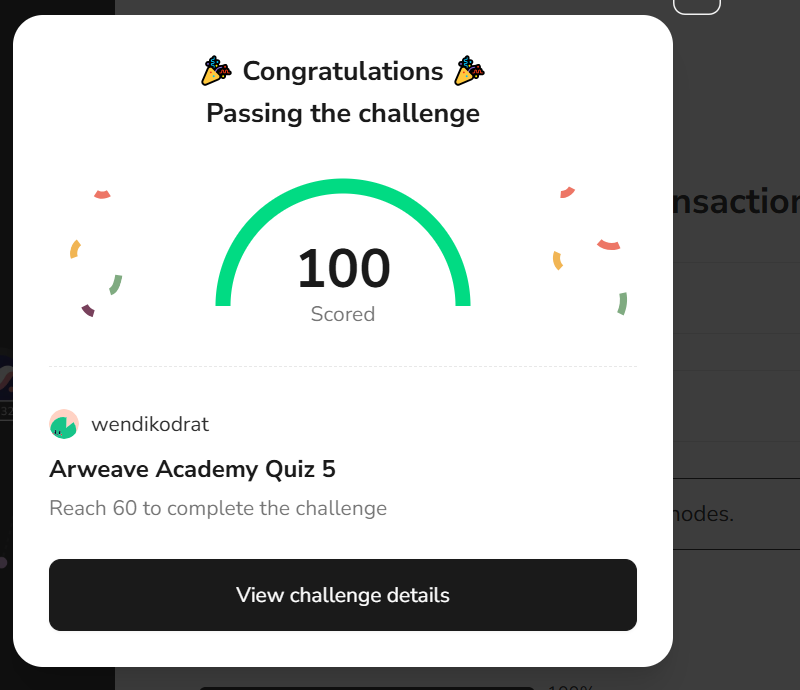 🎉 Congratulations 🎉
Passing the challenge
100
Scored
wendikodrat
Arweave Academy Quiz 5
Reach 60 to complete the challenge
nodes.
View challenge details